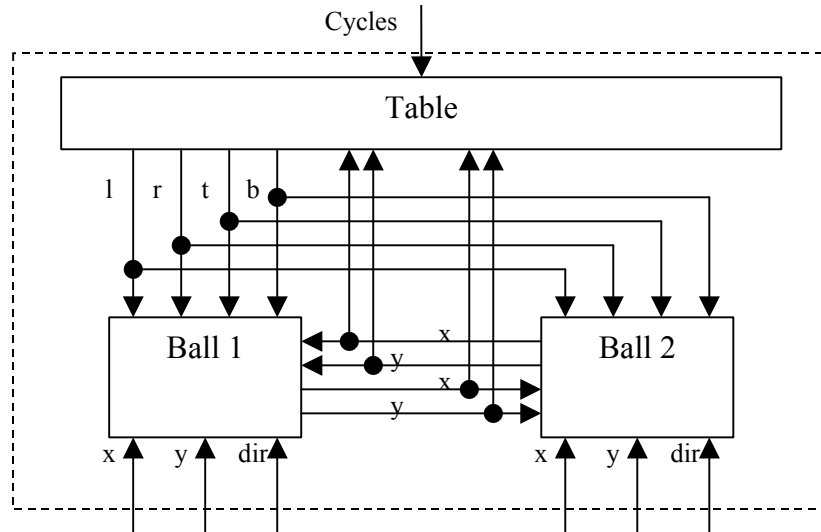 Cycles
Table
l r t b
Ball 1
x
Ball 2
y
x
y
x y dir
x y dir